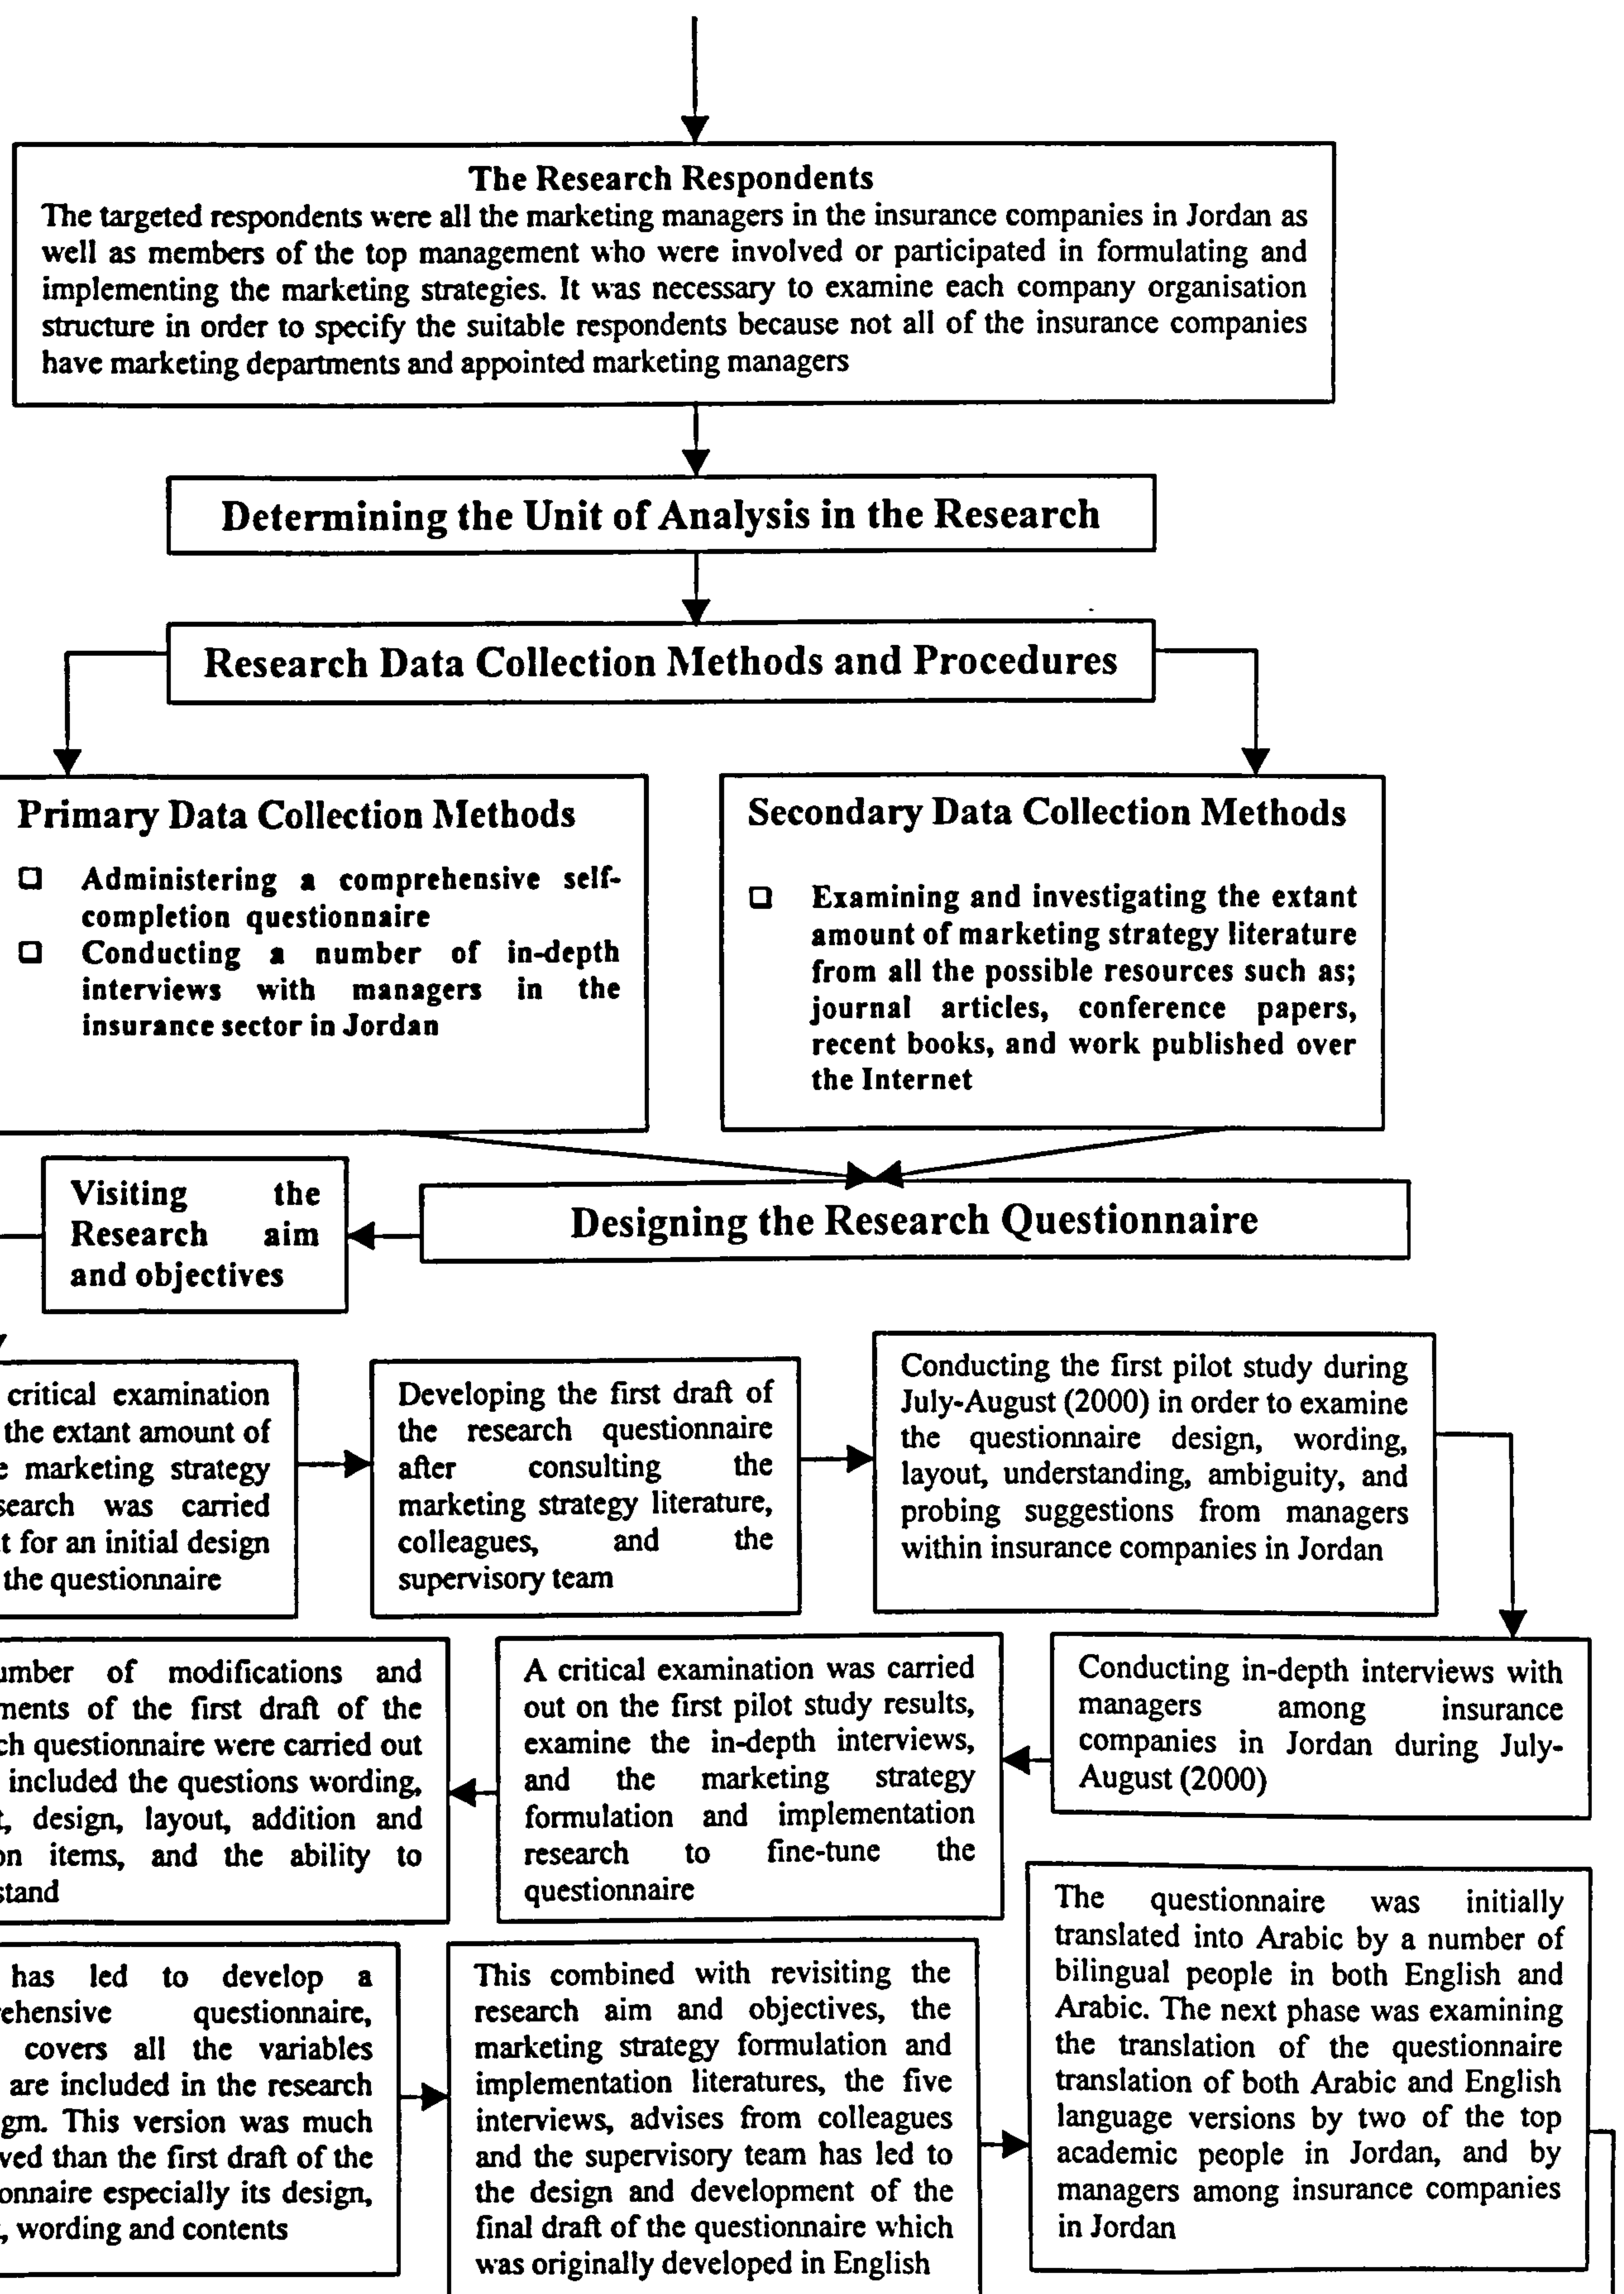 The Research Respondents
The targeted respondents were all the marketing managers in the insurance companies in Jordan as
well as members of the top management who were involved or participated in formulating and
implementing the marketing strategies. It was necessary to examine each company organisation
structure in order to specify the suitable respondents because not all of the insurance companies
have marketing departments and appointed marketing managers
Determining the Unit of Analysis in the Research
Research Data Collection Methods and Procedures
Primary Data Collection Methods
Administering a comprehensive self-
completion questionnaire
Conducting a number of in-depth
interviews with managers in the
insurance sector in Jordan
Secondary Data Collection Methods
Examining and investigating the extant
amount of marketing strategy literature
from all the possible resources such as;
journal articles, conference papers,
recent books, and work published over
the Internet
Designing the Research Questionnaire
Visiting the
Research aim
and objectives
critical examination
the extant amount of
marketing strategy
was carried
for an initial design
the questionnaire
Developing the first draft of
the research questionnaire
after consulting the
marketing strategy literature,
colleagues, and the
supervisory team
Conducting the first pilot study during
July-August (2000) in order to examine
the questionnaire design, wording,
layout, understanding, ambiguity, and
probing suggestions from managers
within insurance companies in Jordan
Conducting in-depth interviews with
managers among insurance
companies in Jordan during July-
August (2000)
A critical examination was carried
out on the first pilot study results,
examine the in-depth interviews,
and the marketing strategy
formulation and implementation
research to fine-tune the
questionnaire
of modifications and
of the first draft of the
questionnaire were carried out
included the questions wording,
design, layout, addition and
items, and the ability to
has led to develop a
questionnaire,
covers all the variables
are included in the research
This version was much
than the first draft of the
especially its design,
wording and contents
This combined with revisiting the
research aim and objectives, the
marketing strategy formulation and
implementation literatures, the five
interviews, advises from colleagues
and the supervisory team has led to
the design and development of the
final draft of the questionnaire which
was originally developed in English
The questionnaire was initially
translated into Arabic by a number of
bilingual people in both English and
Arabic. The next phase was examining
the translation of the questionnaire
translation of both Arabic and English
language versions by two of the top
academic people in Jordan, and by
managers among insurance companies
in Jordan